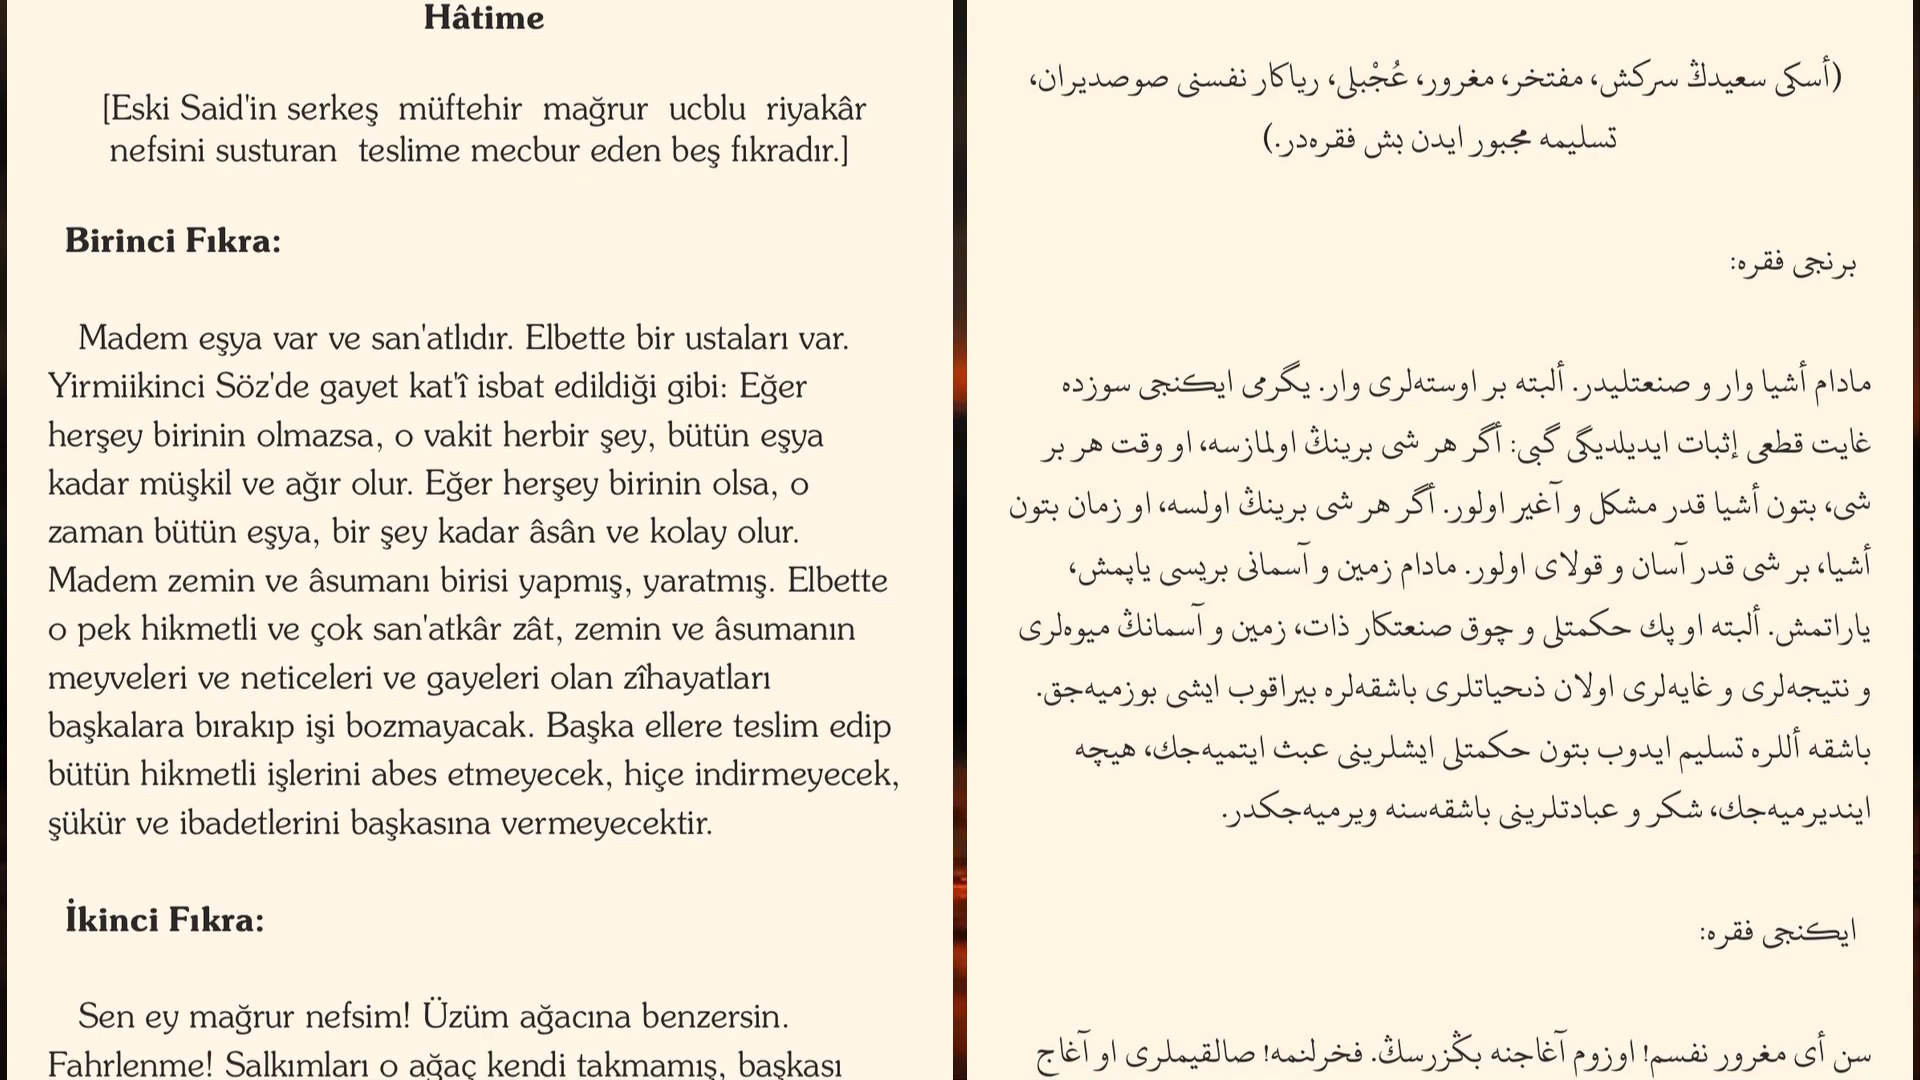 Hâtime
[Eski Said'in serkeş müftehir mağrur ucblu riyakâr
nefsini susturan teslime mecbur eden beş fıkradır.]
Birinci Fıkra:
Madem eşya var ve san'atlıdır. Elbette bir ustaları var.
Yirmiikinci Söz'de gayet kat'î isbat edildiği gibi: Eğer
herşey birinin olmazsa, o vakit herbir şey, bütün eşya
kadar müşkil ve ağır olur. Eğer herşey birinin olsa, o
zaman bütün eşya, bir şey kadar âsân ve kolay olur.
Madem zemin ve âsumanı birisi yapmış, yaratmış. Elbette
o pek hikmetli ve çok san'atkâr zât, zemin ve âsumanın
meyveleri ve neticeleri ve gayeleri olan zîhayatları
başkalara bırakıp işi bozmayacak. Başka ellere teslim edip
bütün hikmetli işlerini abes etmeyecek, hiçe indirmeyecek,
şükür ve ibadetlerini başkasına vermeyecektir.
İkinci Fıkra:
Sen ey mağrur nefsim! Üzüm ağacına benzersin.
Fahrlenme! Salkımları o ağaç kendi takmamış, başkası
(أسكى سعيدڭ سركش، مفتخر، مغرور، عُجْبلى، رياكار نفسنى صوصديران،
تسليمه مجبور ايدن بش فقره‌در.)
برنجى فقره:
مادام أشيا وار و صنعتليدر. ألبته بر اوسته‌لرى وار. يگرمى ايكنجى سوزده
غايت قطعى إثبات ايديلديگى گبى: أگر هر شى برينڭ اولمازسه، او وقت هر بر
شى، بتون أشيا قدر مشكل و آغير اولور. أگر هر شى برينڭ اولسه، او زمان بتون
أشيا، بر شى قدر آسان و قولاى اولور. مادام زمين و آسمانى بريسى ياپمش،
ياراتمش. ألبته او پك حكمتلى و چوق صنعتكار ذات، زمين و آسمانڭ ميوه‌لرى
و نتيجه‌لرى و غايه‌لرى اولان ذىحياتلرى باشقه‌لره بيراقوب ايشى بوزميه‌جق.
باشقه أللره تسليم ايدوب بتون حكمتلى ايشلرينى عبث ايتميه‌جك، هيچه
اينديرميه‌جك، شكر و عبادتلرينى باشقه‌سنه ويرميه‌جكدر.
ايكنجى فقره:
سن أى مغرور نفسم! اوزوم آغاجنه بڭزرسڭ. فخرلنمه! صالقيملرى او آغاج